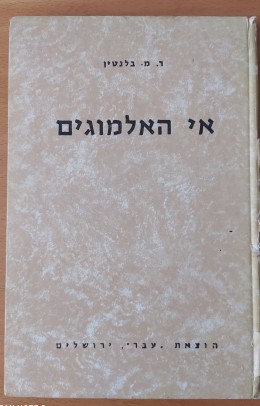 ר. מ. בלנטין
אי האלמוגים
הוצאת .עברי, ירושלים